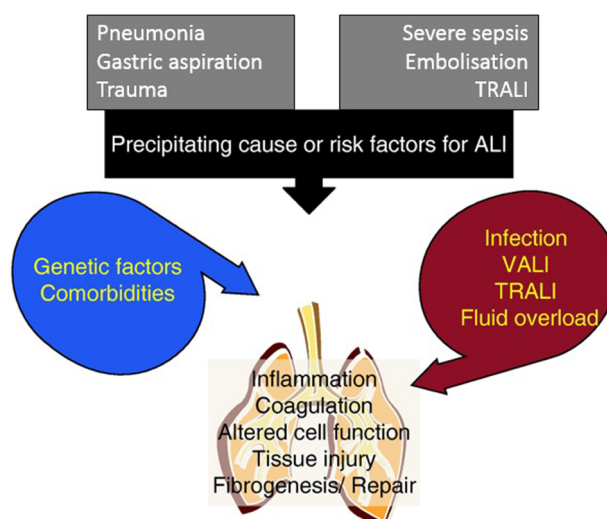 Pneumonia
Gastric aspiration
Trauma
Severe sepsis
Embolisation
TRALI
Precipitating cause or risk factors for ALI
Genetic factors
Comorbidities
Infection
VALI
TRALI
Fluid overload
Inflammation
Coagulation
Altered cell function
Tissue injury
Fibrogenesis/ Repair